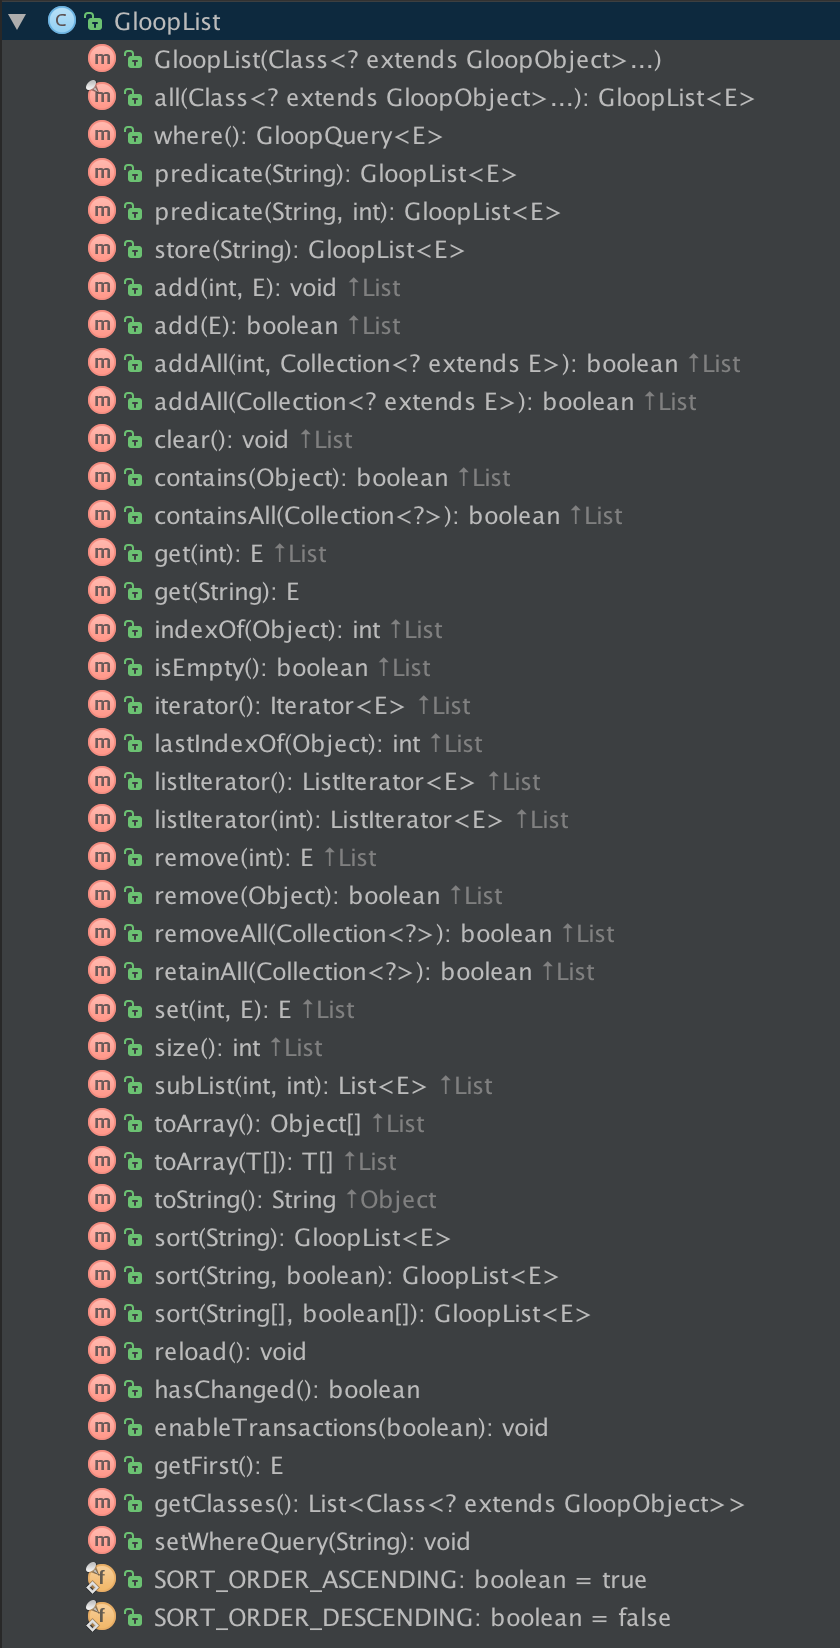 GloopList
GloopList(Class<? extends GloopObject>...)
all(Class<? extends GloopObject>...): GloopList<E>
where(): GloopQuery<E>
predicate(String): GloopList<E>
predicate(String, int): GloopList<E>
store(String): GloopList<E>
add(int, E): void ↑List
add(E): boolean ↑List
addAll(int, Collection<? extends E>): boolean ↑List
addAll(Collection<? extends E>): boolean ↑List
clear(): void ↑List
contains(Object): boolean ↑List
containsAll(Collection<?>): boolean ↑List
get(int): E ↑List
get(String): E
indexOf(Object): int ↑List
isEmpty(): boolean ↑List
iterator(): Iterator<E> ↑List
lastIndexOf(Object): int ↑List
listIterator(): ListIterator<E> ↑List
listIterator(int): ListIterator<E> ↑List
remove(int): E ↑List
remove(Object): boolean ↑List
removeAll(Collection<?>): boolean ↑List
retainAll(Collection<?>): boolean ↑List
set(int, E): E ↑List
size(): int ↑List
subList(int, int): List<E> ↑List
toArray(): Object[] ↑List
toArray(T[]): T[] ↑List
toString(): String ↑Object
sort(String): GloopList<E>
sort(String, boolean): GloopList<E>
sort(String[], boolean[]): GloopList<E>
reload(): void
hasChanged(): boolean
enableTransactions(boolean): void
getFirst(): E
getClasses(): List<Class<? extends GloopObject>>
setWhereQuery(String): void
SORT_ORDER_ASCENDING: boolean = true
SORT_ORDER_DESCENDING: boolean = false